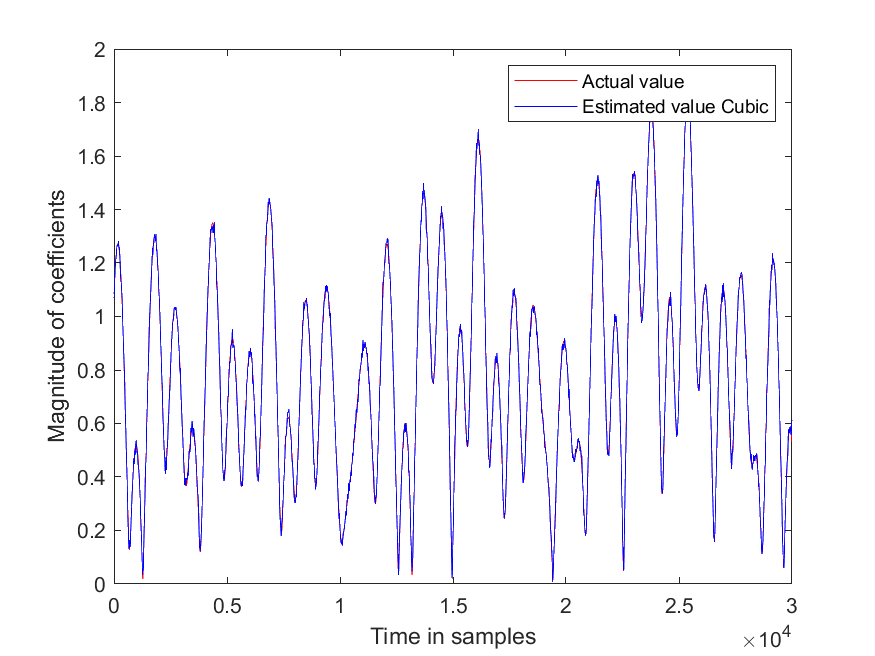 2
1.8
1.6
1.4
1.2
1
0.8
0.6
0.4
0.2
0
Magnitude of coefficients
Actual value
Estimated value Cubic
0 0.5 1 1.5 2 2.5 3
Time in samples
×10⁴